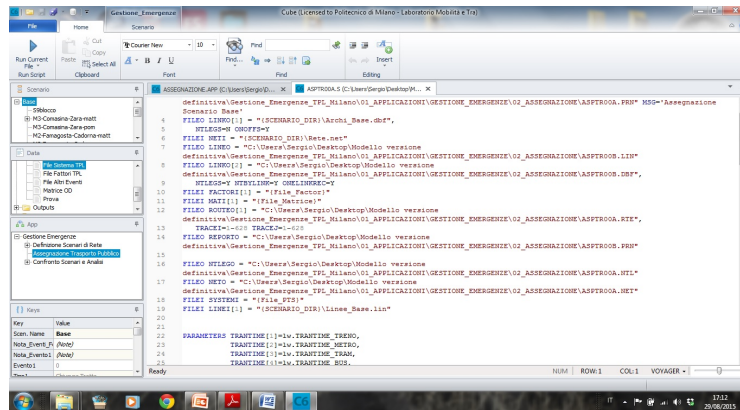 Gestione_Emergenze
Cube (Licensed to Politecnico di Milano - Laboratorio Mobilità e Tra)
File Home Scenario
Run Current File
Run Script
Paste
Cut
Copy
Select All
Clipboard
Courier New 10
A B I U
Font
Find
Find...
Find
Insert
Editing
Scenario
Base
S9blocco
M3-Comasina-Zara-matt
M3-Comasina-Zara-pom
M2-Famagosta-Cadorna-matt
Data
File Sistema TPL
File Fattori TPL
File Altri Eventi
Matrice OD
Prova
Outputs
App
Gestione Emergenze
Definizione Scenari di Rete
Assegnazione Trasporto Pubblico
Confronto Scenari e Analisi
Keys
Key Value
Scen. Name Base
Nota_Eventi_F (Note)
Nota_Evento1 (Note)
Evento1 0
ASSEGNAZIONE.APP (C:\Users\Sergio\D... X
ASPTR00A.S (C:\Users\Sergio\Desktop\M... X
definitiva\Gestione_Emergenze_TPL_Milano\01_APPLICAZIONI\GESTIONE_EMERGENZE\02_ASSEGNAZIONE\ASPTR00A.PRN" MSG='Assegnazione
Scenario Base'
4 FILEO LINKO[1] = "{SCENARIO_DIR}\Archi_Base.dbf",
5 NTLEGS=N ONOFFS=Y
6 FILEI NETI = "{SCENARIO_DIR}\Rete.net"
7 FILEO LINEO = "C:\Users\Sergio\Desktop\Modello versione
definitiva\Gestione_Emergenze_TPL_Milano\01_APPLICAZIONI\GESTIONE_EMERGENZE\02_ASSEGNAZIONE\ASPTR00B.LIN"
8 FILEO LINKO[2] = "C:\Users\Sergio\Desktop\Modello versione
definitiva\Gestione_Emergenze_TPL_Milano\01_APPLICAZIONI\GESTIONE_EMERGENZE\02_ASSEGNAZIONE\ASPTR00B.DBF",
9 NTLEGS=Y NTBYLINK=Y ONELINKREC=Y
10 FILEI FACTORI[1] = "{File_Factor}"
11 FILEI MATI[1] = "{File_Matrice}"
12 FILEO ROUTEO[1] = "C:\Users\Sergio\Desktop\Modello versione
definitiva\Gestione_Emergenze_TPL_Milano\01_APPLICAZIONI\GESTIONE_EMERGENZE\02_ASSEGNAZIONE\ASPTR00A.RTE",
13 TRACEI=1-628 TRACEJ=1-628
14 FILEO REPORTO = "C:\Users\Sergio\Desktop\Modello versione
definitiva\Gestione_Emergenze_TPL_Milano\01_APPLICAZIONI\GESTIONE_EMERGENZE\02_ASSEGNAZIONE\ASPTR00B.PRN"
15
16 FILEO NTLEGO = "C:\Users\Sergio\Desktop\Modello versione
definitiva\Gestione_Emergenze_TPL_Milano\01_APPLICAZIONI\GESTIONE_EMERGENZE\02_ASSEGNAZIONE\ASPTR00A.NTL"
17 FILEO NETO = "C:\Users\Sergio\Desktop\Modello versione
definitiva\Gestione_Emergenze_TPL_Milano\01_APPLICAZIONI\GESTIONE_EMERGENZE\02_ASSEGNAZIONE\ASPTR00A.NET"
18 FILEI SYSTEMI = "{File_PTS}"
19 FILEI LINEI[1] = "{SCENARIO_DIR}\Linee_Base.lin"
20
21
22 PARAMETERS TRANTIME[1]=lw.TRANTIME_TRENO,
23 TRANTIME[2]=lw.TRANTIME_METRO,
24 TRANTIME[3]=lw.TRANTIME_TRAM,
25 TRANTIME[4]=lw.TRANTIME_BUS,
Ready NUM ROW:1 COL:1 VOYAGER
C6
IT
17:12
29/08/2015